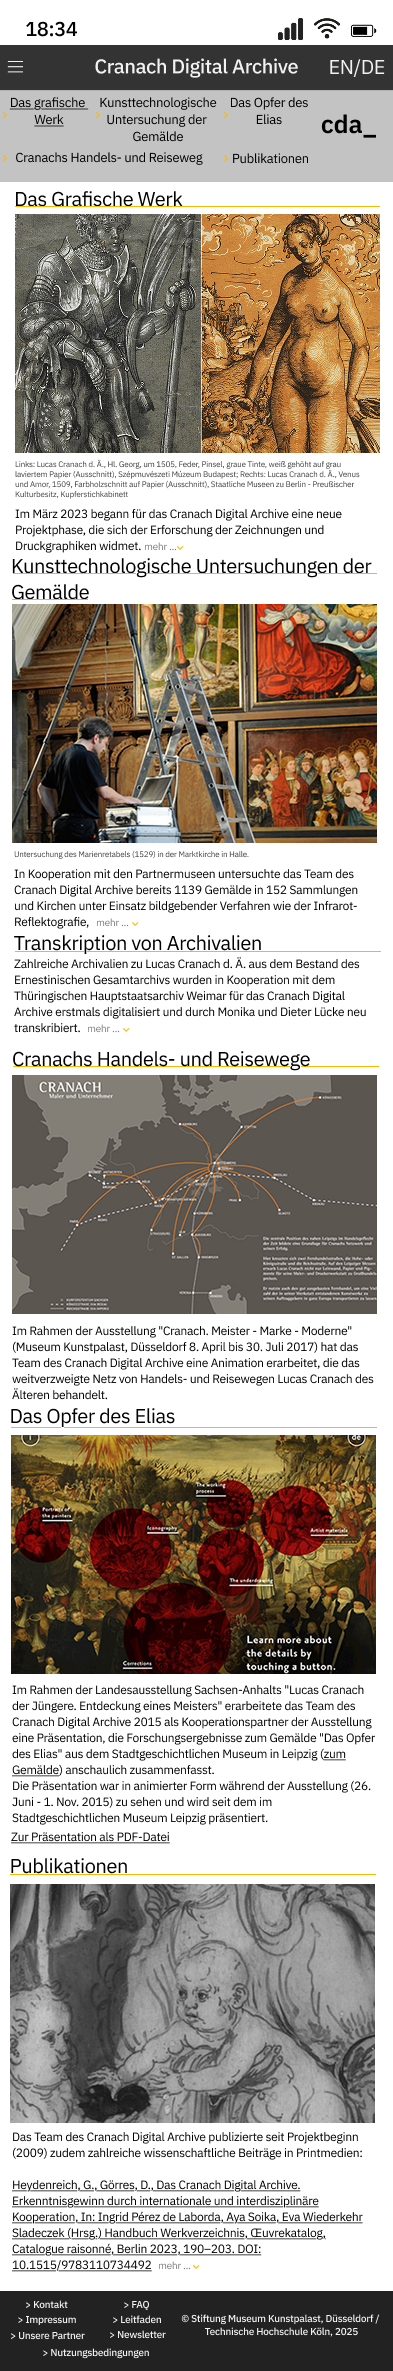 18:34
Cranach Digital Archive
EN/DE
Das grafische
Werk
Kunsttechnologische
Untersuchung der
Gemälde
Das Opfer des
Elias
cda_
Cranachs Handels- und Reiseweg
Publikationen
Das Grafische Werk
Links: Lucas Cranach d. Ä., Hl. Georg, um 1505, Feder, Pinsel, graue Tinte, weiß gehöht auf grau
laviertem Papier (Ausschnitt), Szépmuvészeti Múzeum Budapest; Rechts: Lucas Cranach d. Ä., Venus
und Amor, 1509, Farbholzschnitt auf Papier (Ausschnitt), Staatliche Museen zu Berlin - Preußischer
Kulturbesitz, Kupferstichkabinett
Im März 2023 begann für das Cranach Digital Archive eine neue
Projektphase, die sich der Erforschung der Zeichnungen und
Druckgraphiken widmet. mehr ...
Kunsttechnologische Untersuchungen der
Gemälde
Untersuchung des Marienretabels (1529) in der Marktkirche in Halle.
In Kooperation mit den Partnermuseen untersuchte das Team des
Cranach Digital Archive bereits 1139 Gemälde in 152 Sammlungen
und Kirchen unter Einsatz bildgebender Verfahren wie der Infrarot-
Reflektografie, mehr ...
Transkription von Archivalien
Zahlreiche Archivalien zu Lucas Cranach d. Ä. aus dem Bestand des
Ernestinischen Gesamtarchivs wurden in Kooperation mit dem
Thüringischen Hauptstaatsarchiv Weimar für das Cranach Digital
Archive erstmals digitalisiert und durch Monika und Dieter Lücke neu
transkribiert. mehr ...
Cranachs Handels- und Reisewege
CRANACH
Maler und Unternehmer
Im Rahmen der Ausstellung "Cranach. Meister - Marke - Moderne"
(Museum Kunstpalast, Düsseldorf 8. April bis 30. Juli 2017) hat das
Team des Cranach Digital Archive eine Animation erarbeitet, die das
weitverzweigte Netz von Handels- und Reisewegen Lucas Cranach des
Älteren behandelt.
Das Opfer des Elias
i
de
The working
process
Portraits of
the painters
Iconography
Artist materials
The underdrawing
Corrections
Learn more about
the details by
touching a button.
Im Rahmen der Landesausstellung Sachsen-Anhalts "Lucas Cranach
der Jüngere. Entdeckung eines Meisters" erarbeitete das Team des
Cranach Digital Archive 2015 als Kooperationspartner der Ausstellung
eine Präsentation, die Forschungsergebnisse zum Gemälde "Das Opfer
des Elias" aus dem Stadtgeschichtlichen Museum in Leipzig (zum
Gemälde) anschaulich zusammenfasst.
Die Präsentation war in animierter Form während der Ausstellung (26.
Juni - 1. Nov. 2015) zu sehen und wird seit dem im
Stadtgeschichtlichen Museum Leipzig präsentiert.
Zur Präsentation als PDF-Datei
Publikationen
Das Team des Cranach Digital Archive publizierte seit Projektbeginn
(2009) zudem zahlreiche wissenschaftliche Beiträge in Printmedien:
Heydenreich, G., Görres, D., Das Cranach Digital Archive.
Erkenntnisgewinn durch internationale und interdisziplinäre
Kooperation, In: Ingrid Pérez de Laborda, Aya Soika, Eva Wiederkehr
Sladeczek (Hrsg.) Handbuch Werkverzeichnis, Œuvrekatalog,
Catalogue raisonné, Berlin 2023, 190–203. DOI:
10.1515/9783110734492 mehr ...
> Kontakt
> FAQ
> Impressum
> Leitfaden
> Unsere Partner
> Newsletter
> Nutzungsbedingungen
© Stiftung Museum Kunstpalast, Düsseldorf /
Technische Hochschule Köln, 2025